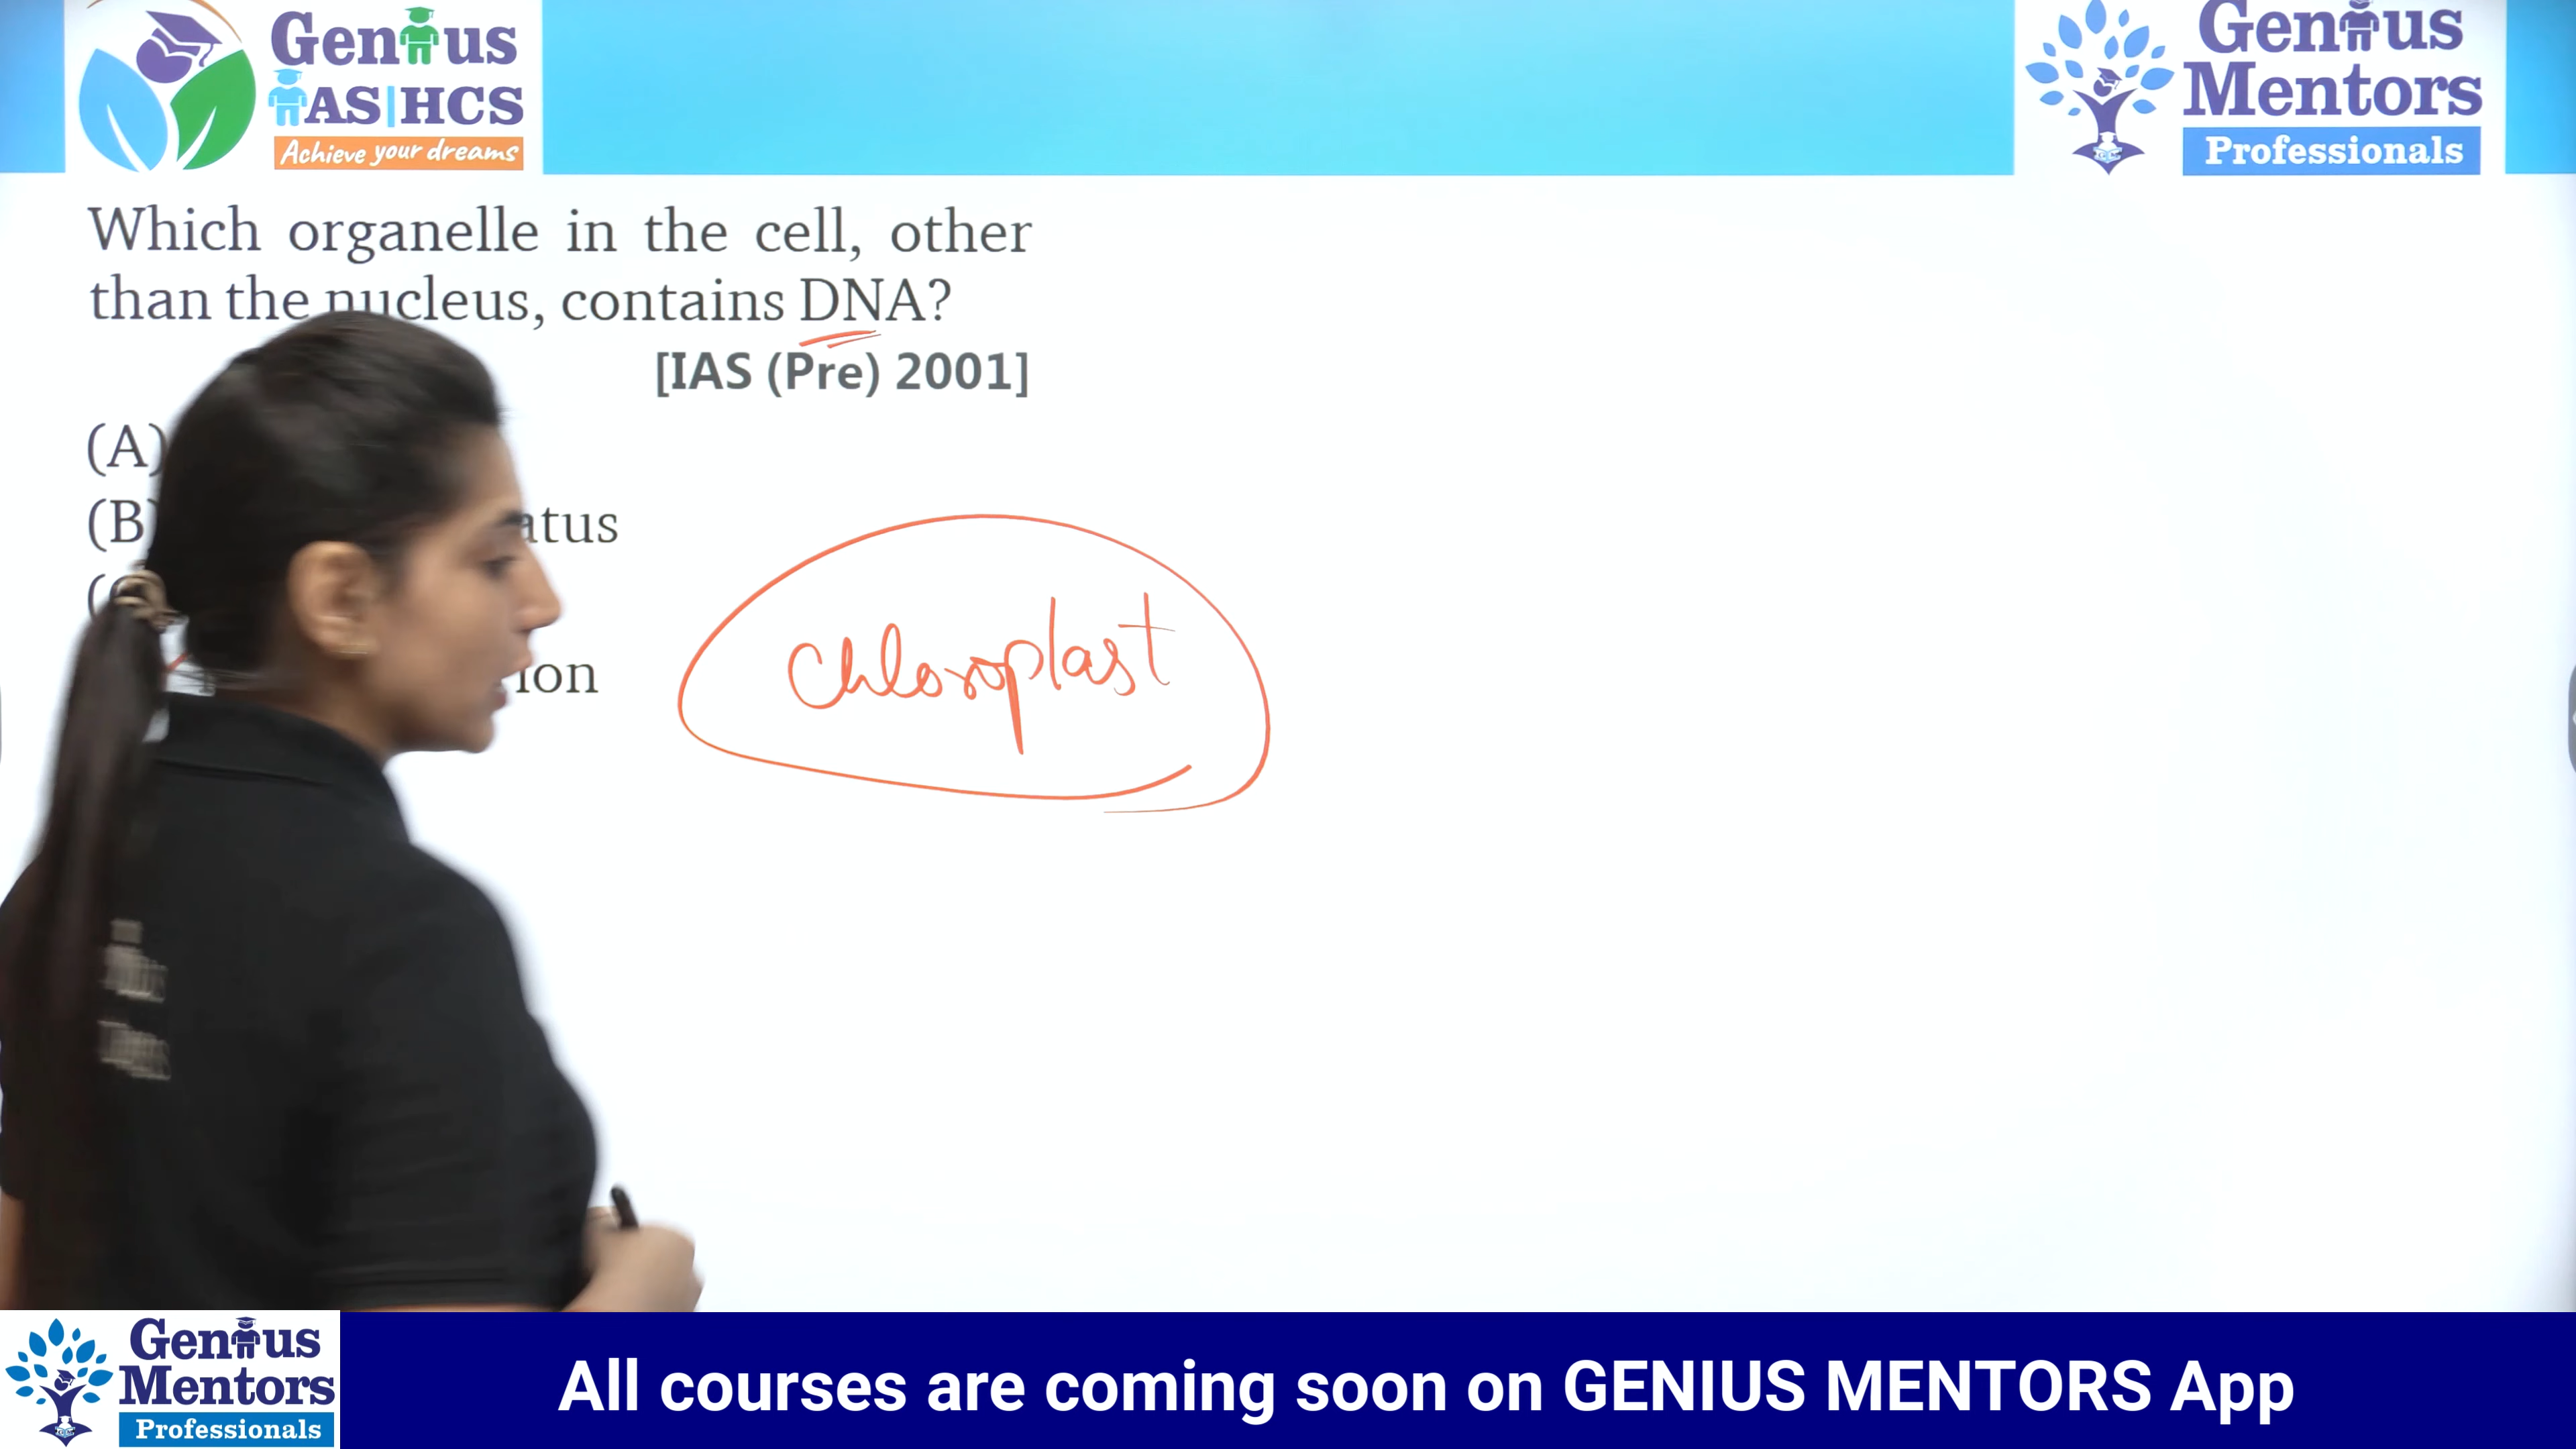 Genius
IAS|HCS
Achieve your dreams
Genius
Mentors
Professionals
Which organelle in the cell, other
than the nucleus, contains DNA?
[IAS (Pre) 2001]
(A)
(B) atus
(C
ion
chloroplast
Genius
Mentors
Professionals
All courses are coming soon on GENIUS MENTORS App